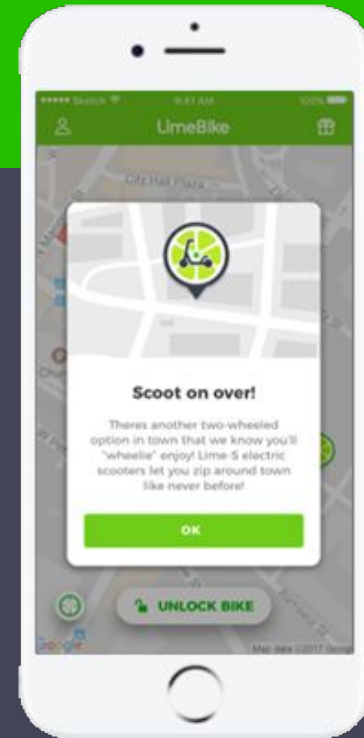 Sketch
9:41 AM
100%
LimeBike
City Hall Plaza
Scoot on over!
Theres another two-wheeled
option in town that we know you'll
"wheelie" enjoy! Lime-S electric
scooters let you zip around town
like never before!
OK
UNLOCK BIKE
Google
Map data ©2017 Google